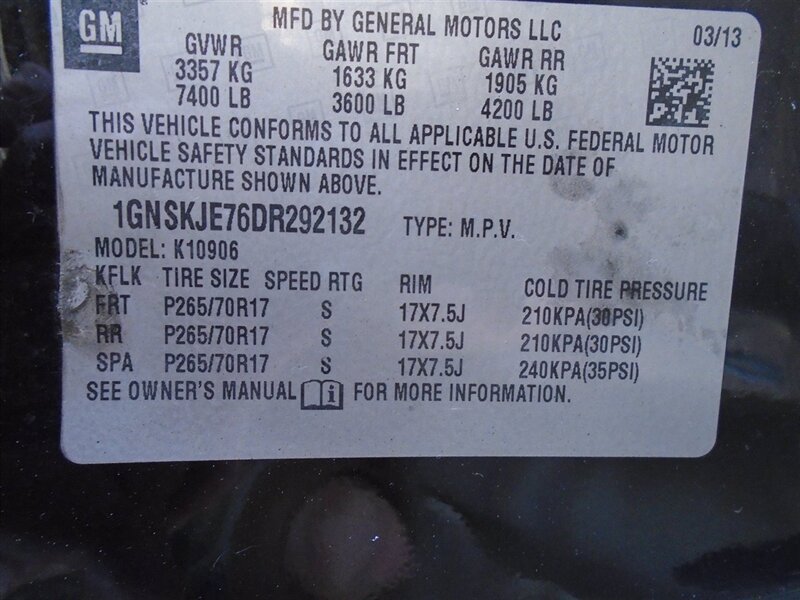 GM
MFD BY GENERAL MOTORS LLC 03/13
GVWR GAWR FRT GAWR RR
3357 KG 1633 KG 1905 KG
7400 LB 3600 LB 4200 LB
THIS VEHICLE CONFORMS TO ALL APPLICABLE U.S. FEDERAL MOTOR
VEHICLE SAFETY STANDARDS IN EFFECT ON THE DATE OF
MANUFACTURE SHOWN ABOVE.
1GNSKJE76DR292132 TYPE: M.P.V.
MODEL: K10906
KFLK TIRE SIZE SPEED RTG RIM COLD TIRE PRESSURE
FRT P265/70R17 S 17X7.5J 210KPA(30PSI)
RR P265/70R17 S 17X7.5J 210KPA(30PSI)
SPA P265/70R17 S 17X7.5J 240KPA(35PSI)
SEE OWNER'S MANUAL i FOR MORE INFORMATION.